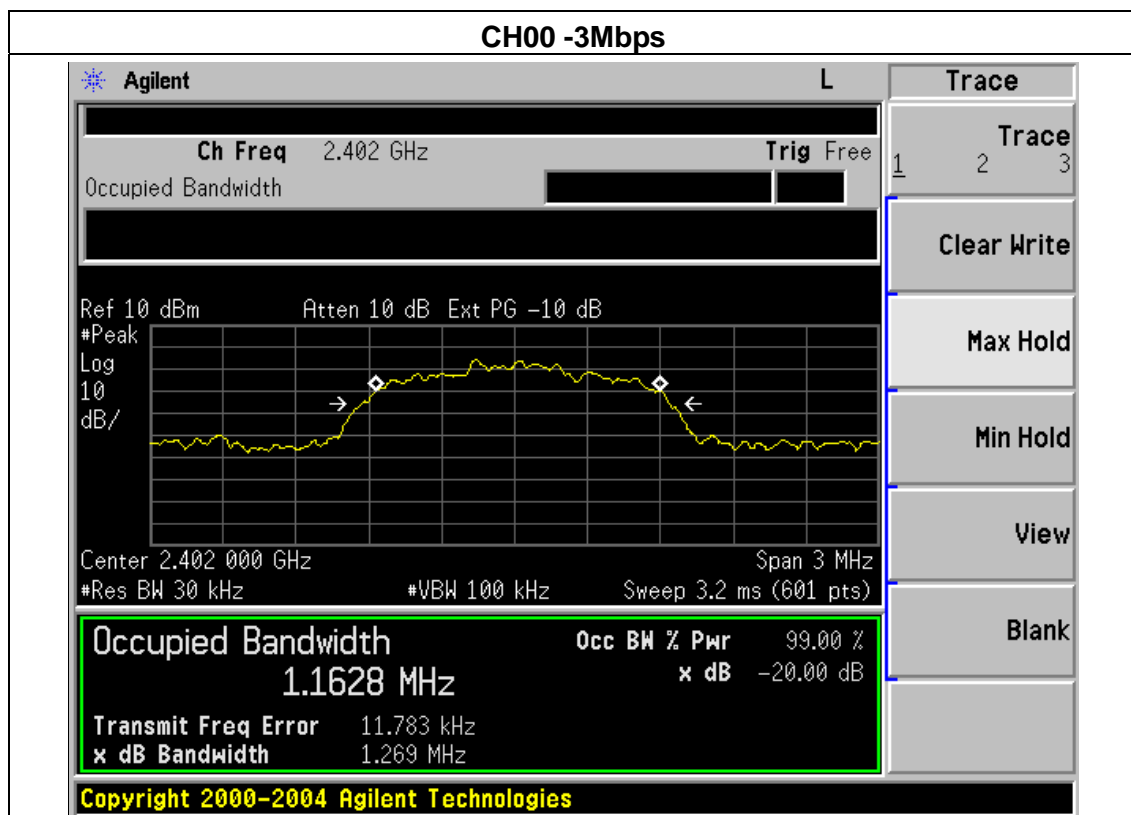 CH00 -3Mbps
Agilent L Trace
Ch Freq 2.402 GHz Trig Free
Occupied Bandwidth
Trace
1 2 3
Clear Write
Max Hold
Min Hold
View
Blank
Ref 10 dBm Atten 10 dB Ext PG -10 dB
#Peak
Log
10
dB/
Center 2.402 000 GHz Span 3 MHz
#Res BW 30 kHz #VBW 100 kHz Sweep 3.2 ms (601 pts)
Occupied Bandwidth Occ BW % Pwr 99.00 %
1.1628 MHz x dB -20.00 dB
Transmit Freq Error 11.783 kHz
x dB Bandwidth 1.269 MHz
Copyright 2000-2004 Agilent Technologies